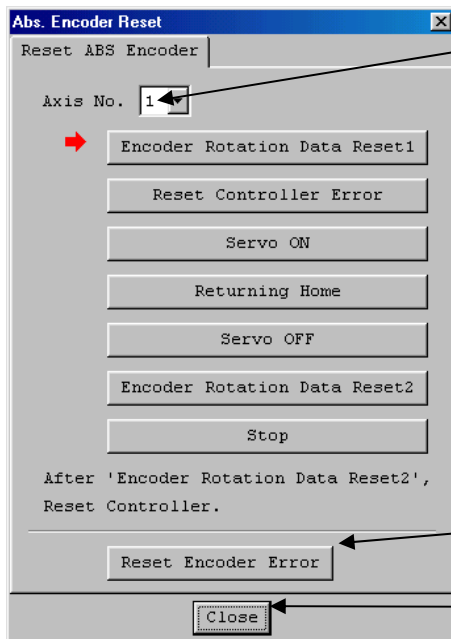 Abs. Encoder Reset
Reset ABS Encoder
Axis No. 1
Encoder Rotation Data Reset1
Reset Controller Error
Servo ON
Returning Home
Servo OFF
Encoder Rotation Data Reset2
Stop
After 'Encoder Rotation Data Reset2',
Reset Controller.
Reset Encoder Error
Close